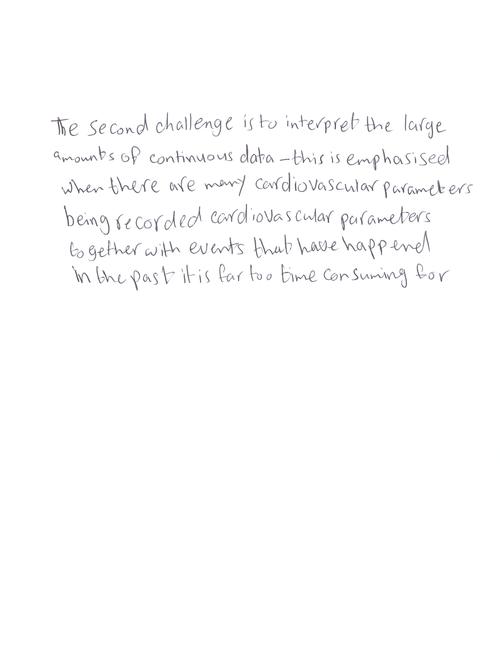 The second challenge is to interpret the large
amounts of continuous data – this is emphasised
when there are many cardiovascular parameters
being recorded cardiovascular parameters
together with events that have happend
in the past it is far too time consuming for